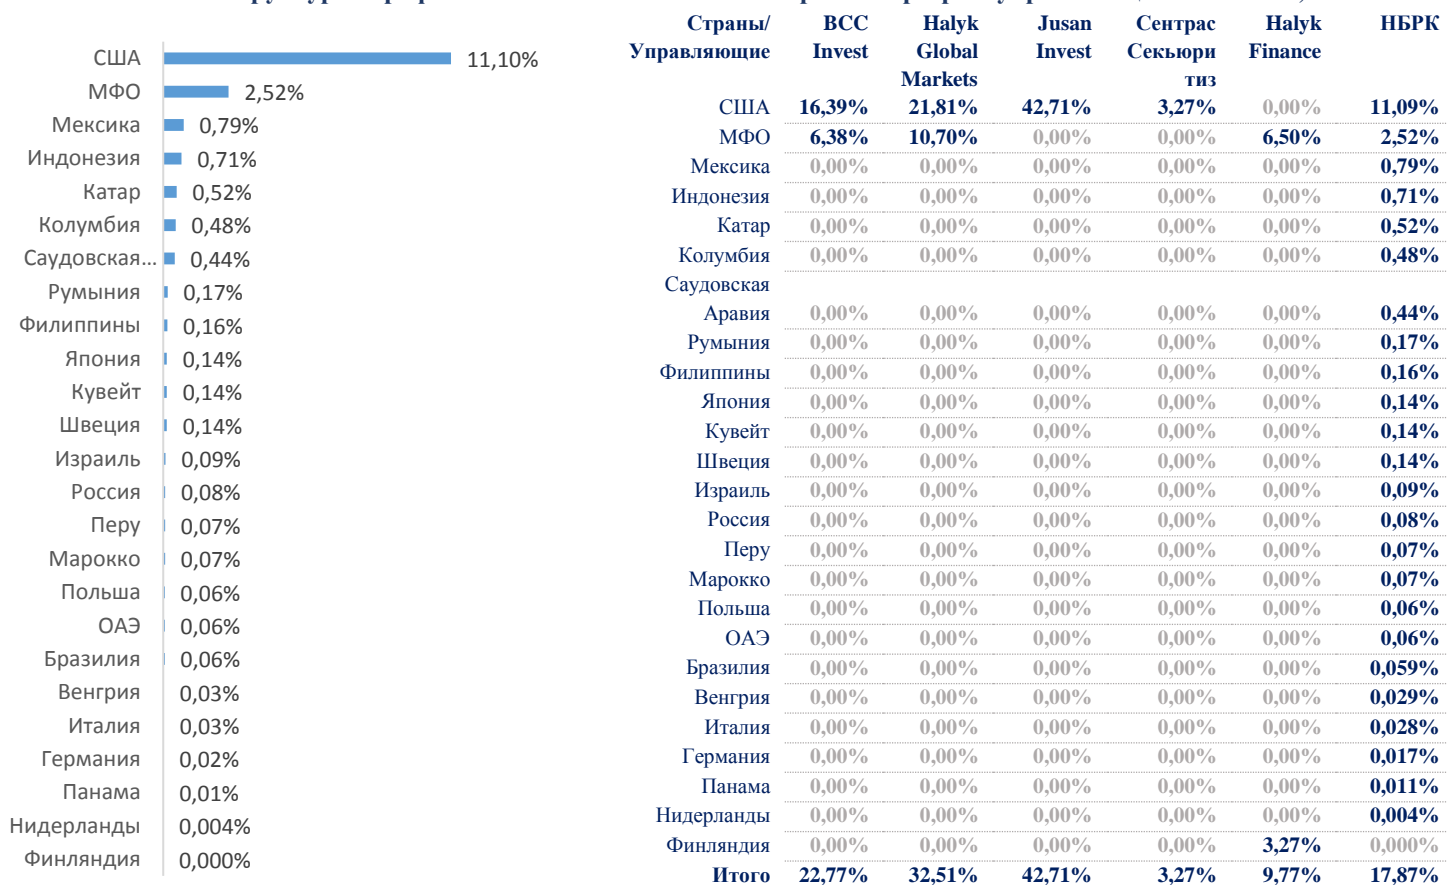 США 11,10%
МФО 2,52%
Мексика 0,79%
Индонезия 0,71%
Катар 0,52%
Колумбия 0,48%
Саудовская... 0,44%
Румыния 0,17%
Филиппины 0,16%
Япония 0,14%
Кувейт 0,14%
Швеция 0,14%
Израиль 0,09%
Россия 0,08%
Перу 0,07%
Марокко 0,07%
Польша 0,06%
ОАЭ 0,06%
Бразилия 0,06%
Венгрия 0,03%
Италия 0,03%
Германия 0,02%
Панама 0,01%
Нидерланды 0,004%
Финляндия 0,000%
Страны/ BCC Halyk Jusan Сентрас Halyk НБРК
Управляющие Invest Global Invest Секьюри Finance
Markets тиз
США 16,39% 21,81% 42,71% 3,27% 0,00% 11,09%
МФО 6,38% 10,70% 0,00% 0,00% 6,50% 2,52%
Мексика 0,00% 0,00% 0,00% 0,00% 0,00% 0,79%
Индонезия 0,00% 0,00% 0,00% 0,00% 0,00% 0,71%
Катар 0,00% 0,00% 0,00% 0,00% 0,00% 0,52%
Колумбия 0,00% 0,00% 0,00% 0,00% 0,00% 0,48%
Саудовская
Аравия 0,00% 0,00% 0,00% 0,00% 0,00% 0,44%
Румыния 0,00% 0,00% 0,00% 0,00% 0,00% 0,17%
Филиппины 0,00% 0,00% 0,00% 0,00% 0,00% 0,16%
Япония 0,00% 0,00% 0,00% 0,00% 0,00% 0,14%
Кувейт 0,00% 0,00% 0,00% 0,00% 0,00% 0,14%
Швеция 0,00% 0,00% 0,00% 0,00% 0,00% 0,14%
Израиль 0,00% 0,00% 0,00% 0,00% 0,00% 0,09%
Россия 0,00% 0,00% 0,00% 0,00% 0,00% 0,08%
Перу 0,00% 0,00% 0,00% 0,00% 0,00% 0,07%
Марокко 0,00% 0,00% 0,00% 0,00% 0,00% 0,07%
Польша 0,00% 0,00% 0,00% 0,00% 0,00% 0,06%
ОАЭ 0,00% 0,00% 0,00% 0,00% 0,00% 0,06%
Бразилия 0,00% 0,00% 0,00% 0,00% 0,00% 0,059%
Венгрия 0,00% 0,00% 0,00% 0,00% 0,00% 0,029%
Италия 0,00% 0,00% 0,00% 0,00% 0,00% 0,028%
Германия 0,00% 0,00% 0,00% 0,00% 0,00% 0,017%
Панама 0,00% 0,00% 0,00% 0,00% 0,00% 0,011%
Нидерланды 0,00% 0,00% 0,00% 0,00% 0,00% 0,004%
Финляндия 0,00% 0,00% 0,00% 0,00% 3,27% 0,000%
Итого 22,77% 32,51% 42,71% 3,27% 9,77% 17,87%